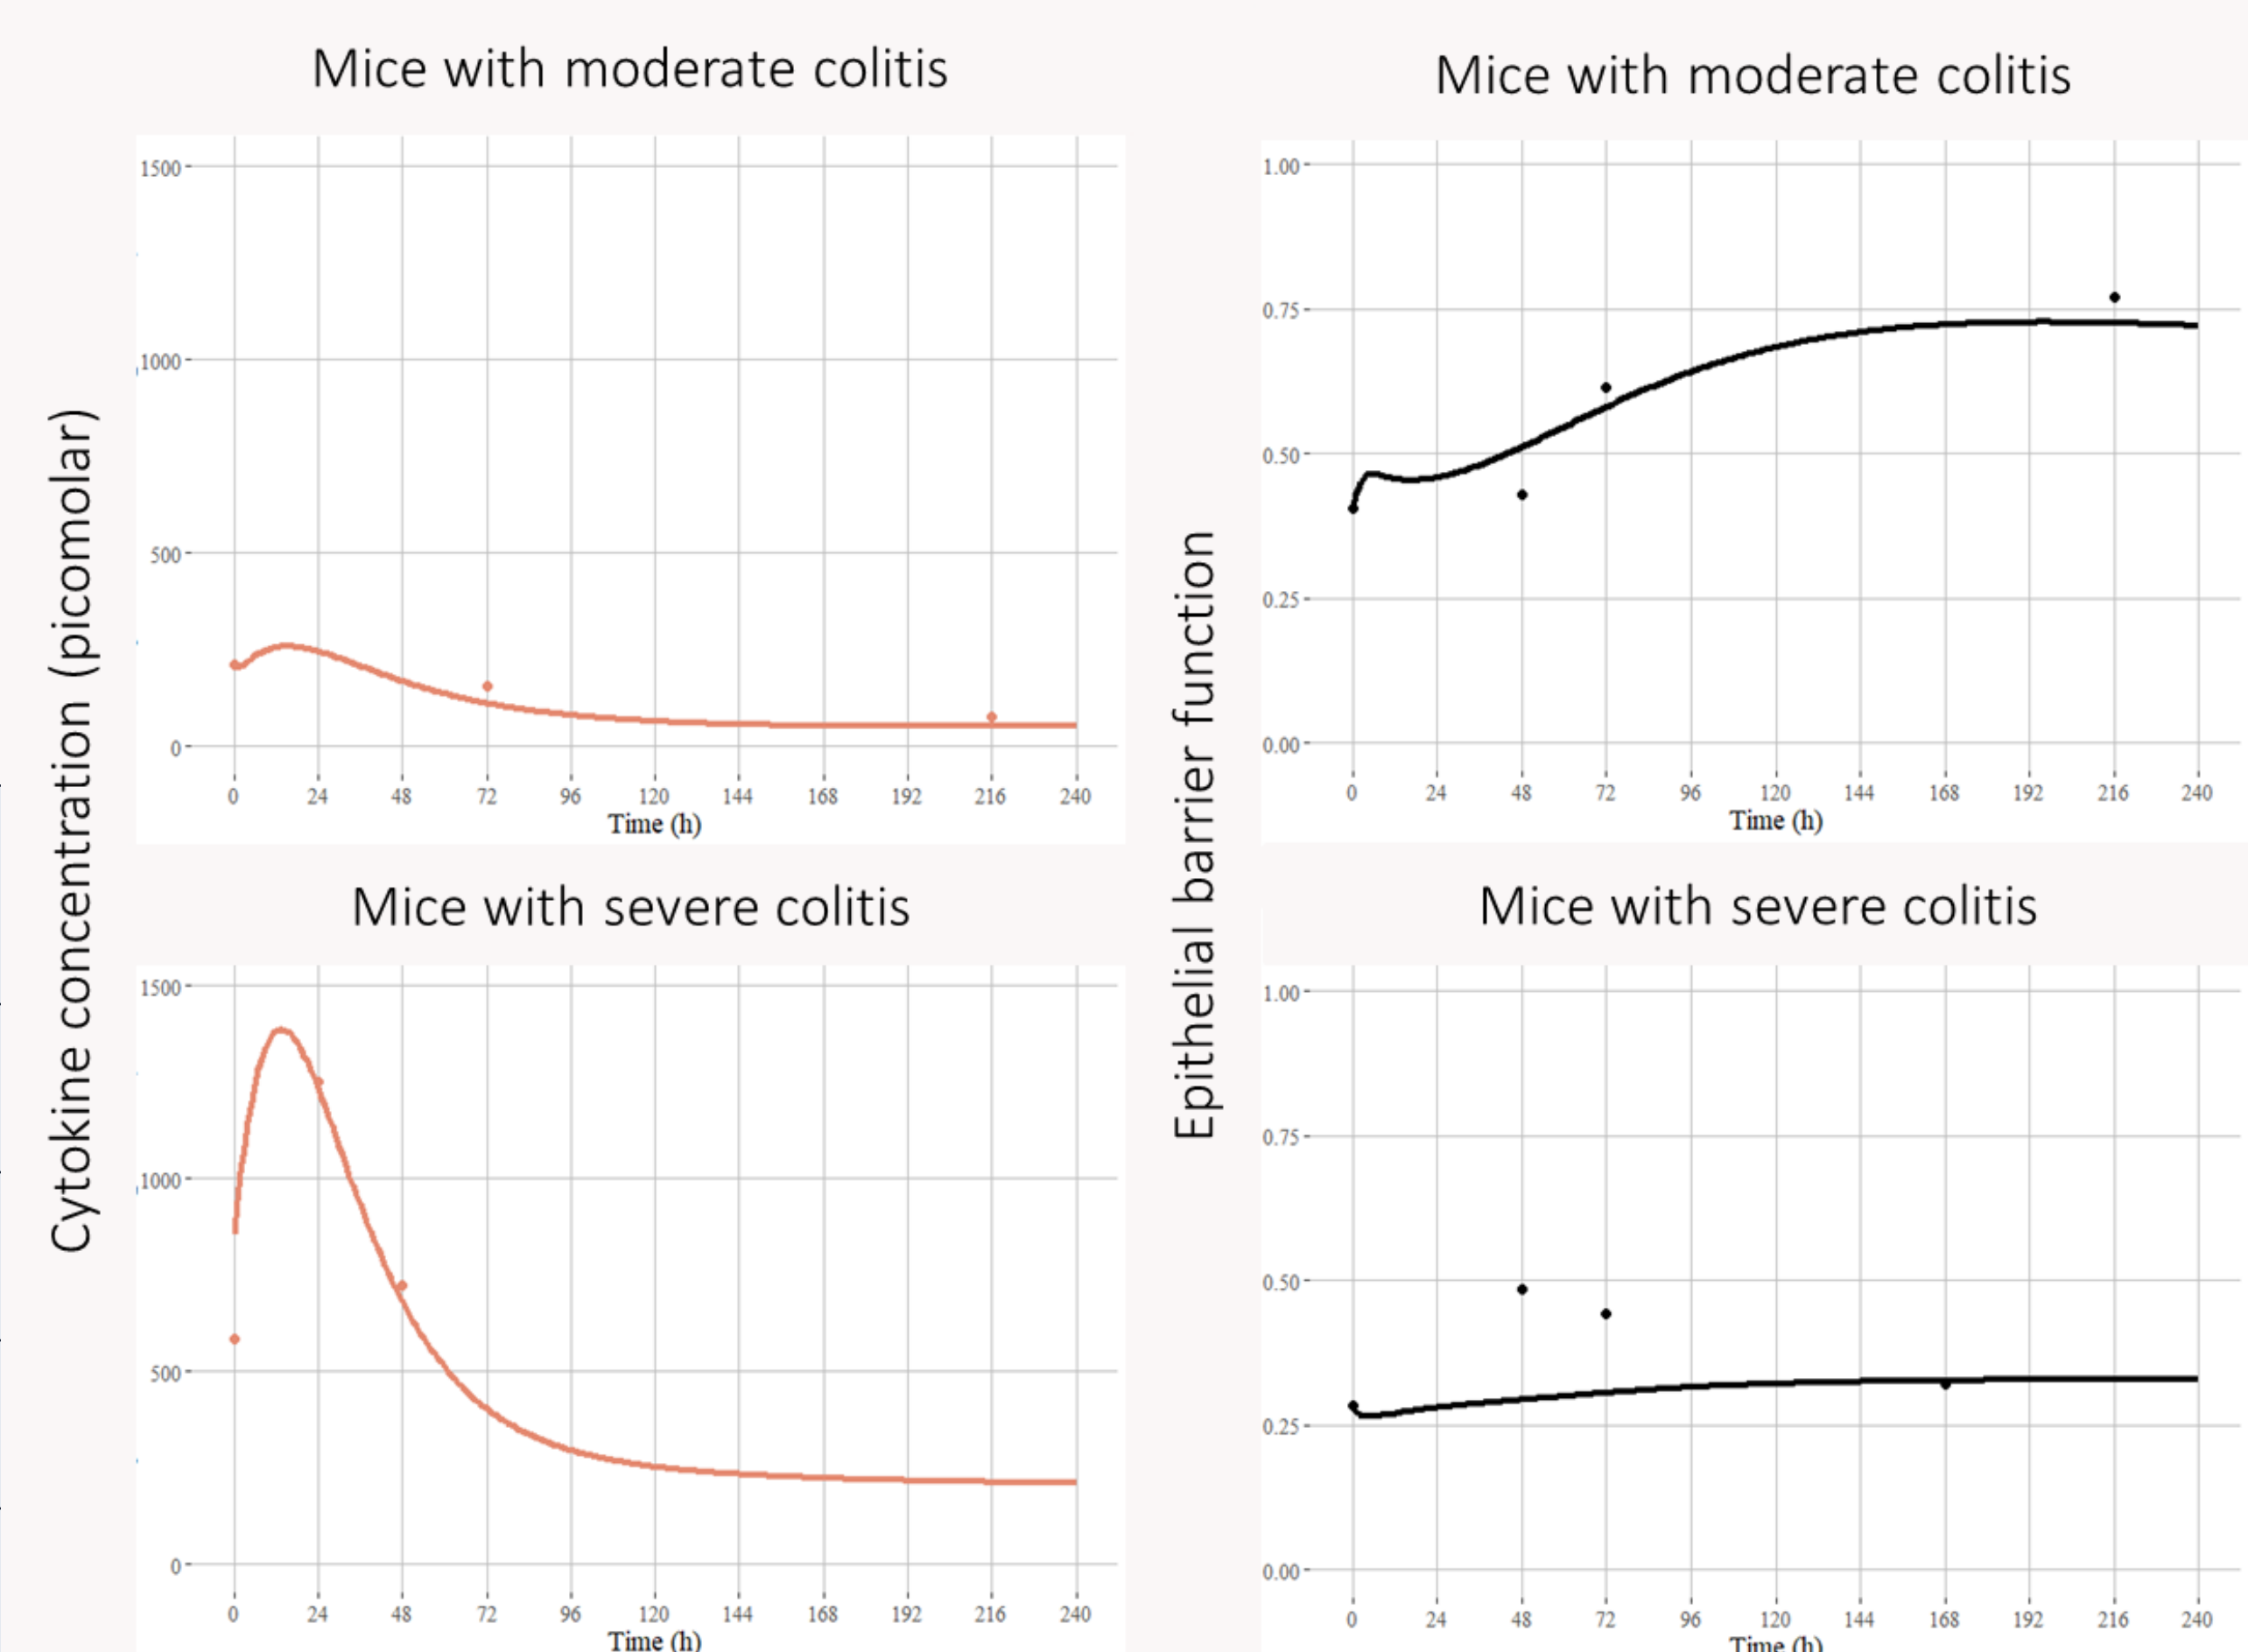 Mice with moderate colitis
Mice with moderate colitis
Cytokine concentration (picomolar)
1500
1000
500
0
0 24 48 72 96 120 144 168 192 216 240
Time (h)
Epithelial barrier function
1.00
0.75
0.50
0.25
0.00
0 24 48 72 96 120 144 168 192 216 240
Time (h)
Mice with severe colitis
Mice with severe colitis
1500
1000
500
0
0 24 48 72 96 120 144 168 192 216 240
Time (h)
1.00
0.75
0.50
0.25
0.00
0 24 48 72 96 120 144 168 192 216 240
Time (h)